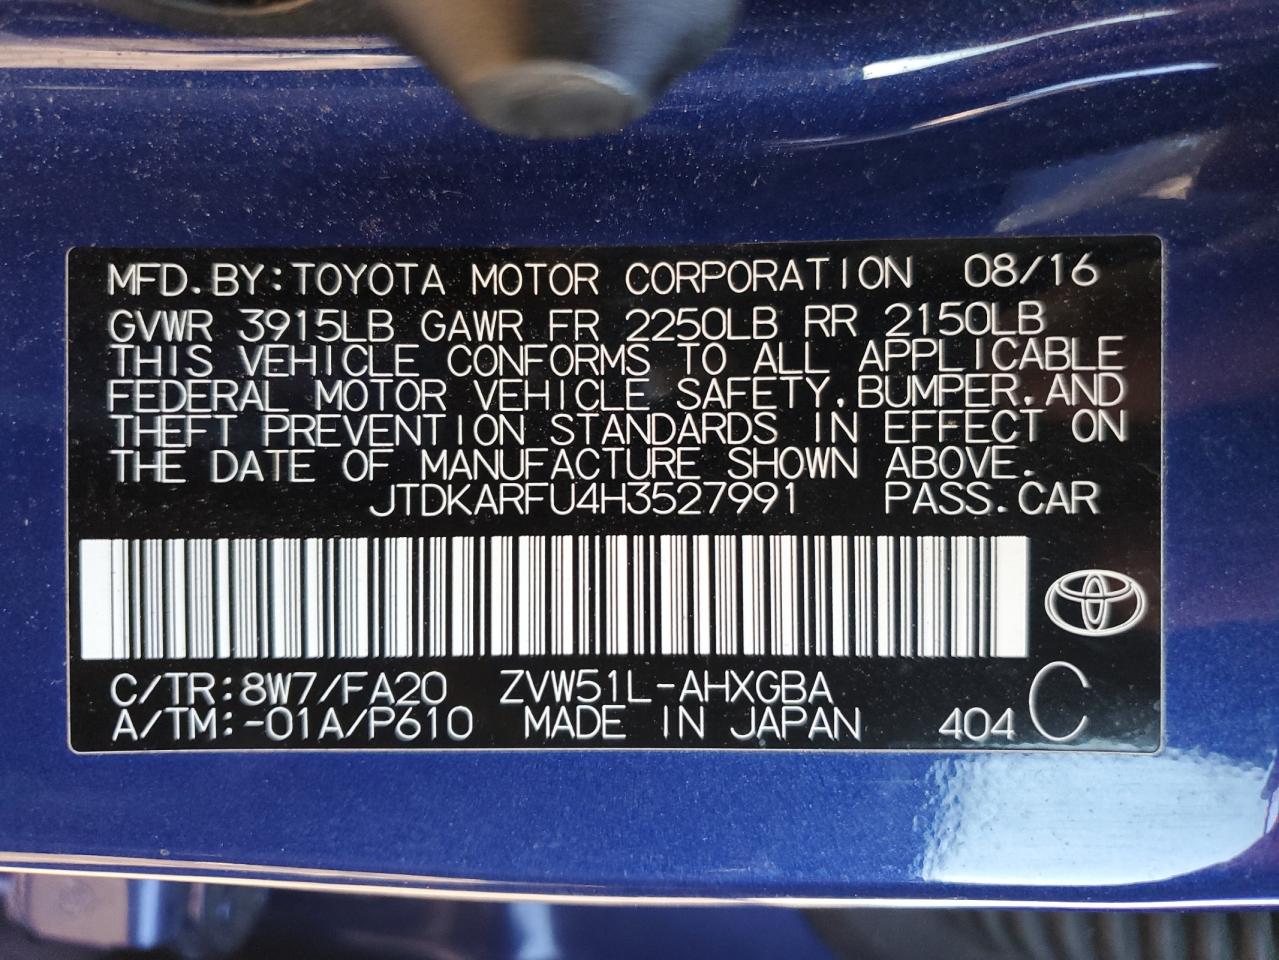 MFD.BY:TOYOTA MOTOR CORPORATION 08/16
GVWR 3915LB GAWR FR 2250LB RR 2150LB
THIS VEHICLE CONFORMS TO ALL APPLICABLE
FEDERAL MOTOR VEHICLE SAFETY,BUMPER,AND
THEFT PREVENTION STANDARDS IN EFFECT ON
THE DATE OF MANUFACTURE SHOWN ABOVE.
JTDKARFU4H3527991 PASS.CAR
C/TR:8W7/FA20 ZVW51L-AHXGBA
A/TM:-01A/P610 MADE IN JAPAN 404 C